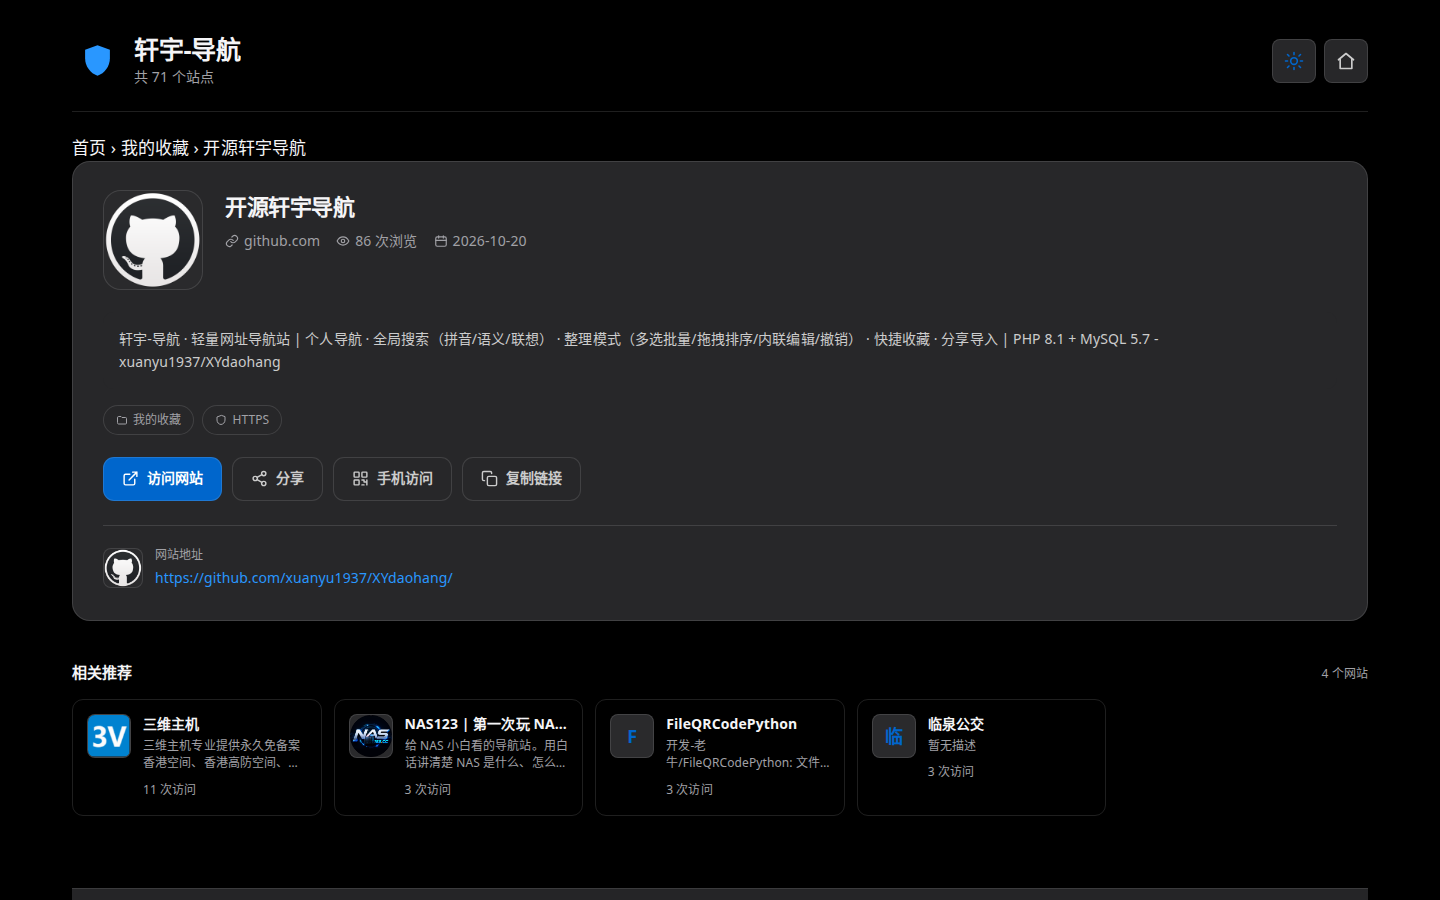 轩宇-导航
共 71 个站点
首页 › 我的收藏 › 开源轩宇导航
开源轩宇导航
github.com 86 次浏览 2026-10-20
轩宇-导航 · 轻量网址导航站 | 个人导航 · 全局搜索（拼音/语义/联想） · 整理模式（多选批量/拖拽排序/内联编辑/撤销） · 快捷收藏 · 分享导入 | PHP 8.1 + MySQL 5.7 -
xuanyu1937/XYdaohang
我的收藏 HTTPS
访问网站 分享 手机访问 复制链接
网站地址
https://github.com/xuanyu1937/XYdaohang/
相关推荐 4 个网站
3V
三维主机
三维主机专业提供永久免备案
香港空间、香港高防空间、...
11 次访问
NAS
NAS123 | 第一次玩 NA...
给 NAS 小白看的导航站。用白
话讲清楚 NAS 是什么、怎么...
3 次访问
F
FileQRCodePython
开发-老
牛/FileQRCodePython: 文件...
3 次访问
临
临泉公交
暂无描述
3 次访问